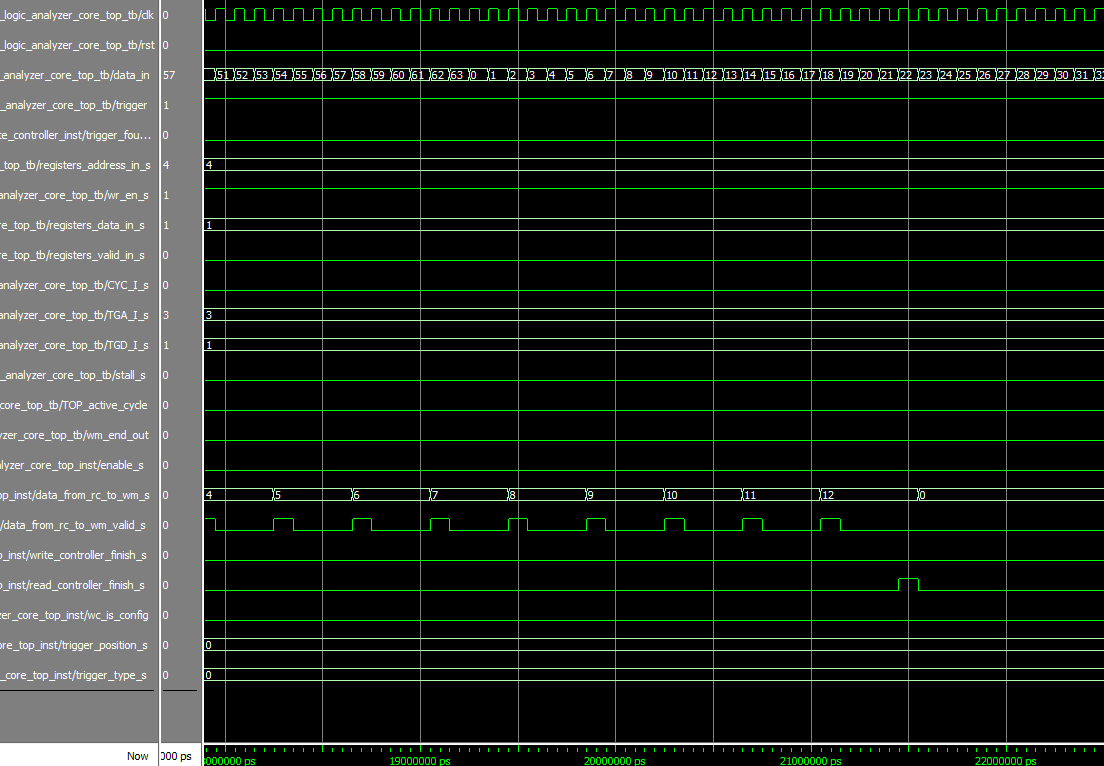 _logic_analyzer_core_top_tb/clk 0
_logic_analyzer_core_top_tb/rst 0
_analyzer_core_top_tb/data_in 57 51 52 53 54 55 56 57 58 59 60 61 62 63 0 1 2 3 4 5 6 7 8 9 10 11 12 13 14 15 16 17 18 19 20 21 22 23 24 25 26 27 28 29 30 31 32
_analyzer_core_top_tb/trigger 1
te_controller_inst/trigger_fou... 0
_top_tb/registers_address_in_s 4 4
analyzer_core_top_tb/wr_en_s 1
re_top_tb/registers_data_in_s 1 1
re_top_tb/registers_valid_in_s 0
analyzer_core_top_tb/CYC_I_s 0
analyzer_core_top_tb/TGA_I_s 3 3
analyzer_core_top_tb/TGD_I_s 1 1
_analyzer_core_top_tb/stall_s 0
core_top_tb/TOP_active_cycle 0
yzer_core_top_tb/wm_end_out 0
alyzer_core_top_inst/enable_s 0
op_inst/data_from_rc_to_wm_s 0 4 5 6 7 8 9 10 11 12 0
/data_from_rc_to_wm_valid_s 0
p_inst/write_controller_finish_s 0
p_inst/read_controller_finish_s 0
zer_core_top_inst/wc_is_config 0
ore_top_inst/trigger_position_s 0 0
_core_top_inst/trigger_type_s 0 0
Now 000 ps 8000000 ps 19000000 ps 20000000 ps 21000000 ps 22000000 ps